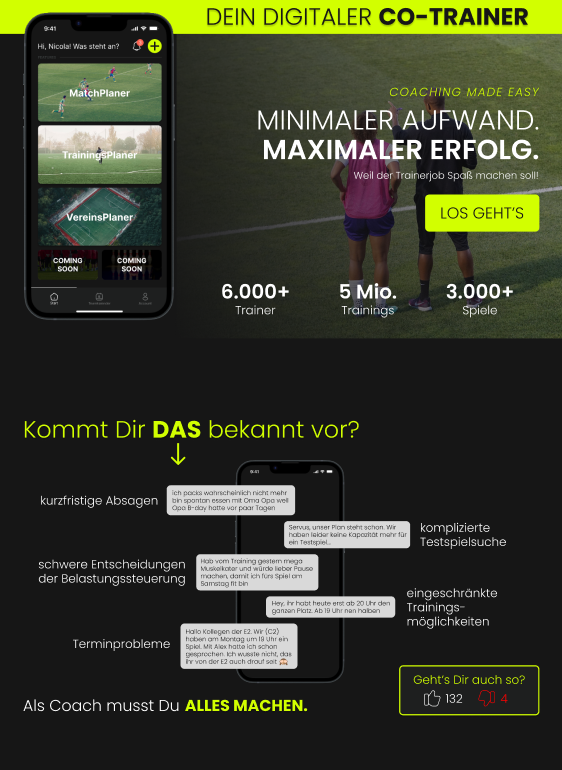 DEIN DIGITALER CO-TRAINER
9:41
Hi, Nicola! Was steht an?
MatchPlaner
TrainingsPlaner
VereinsPlaner
COMING SOON
COMING SOON
COACHING MADE EASY
MINIMALER AUFWAND.
MAXIMALER ERFOLG.
Weil der Trainerjob Spaß machen soll!
LOS GEHT'S
6.000+
Trainer
5 Mio.
Trainings
3.000+
Spiele
Kommt Dir DAS bekannt vor?
9:41
kurzfristige Absagen
ich packs wahrscheinlich nicht mehr
bin spontan essen mit Oma Opa weil
Opa B-day hatte vor paar Tagen
Servus, unser Plan steht schon. Wir
haben leider keine Kapazität mehr für
ein Testspiel...
komplizierte
Testspielsuche
schwere Entscheidungen
der Belastungssteuerung
Hab vom Training gestern mega
Muskelkater und würde lieber Pause
machen, damit ich fürs Spiel am
Samstag fit bin
Hey, ihr habt heute erst ab 20 Uhr den
ganzen Platz. Ab 19 Uhr nen halben
eingeschränkte
Trainings-
möglichkeiten
Terminprobleme
Hallo Kollegen der E2. Wir (C2)
haben am Montag um 19 Uhr ein
Spiel. Mit Alex hatte ich schon
gesprochen. Ich wusste nicht, das
ihr von der E2 auch drauf seit 🙈
Als Coach musst Du ALLES MACHEN.
Geht's Dir auch so?
132
4